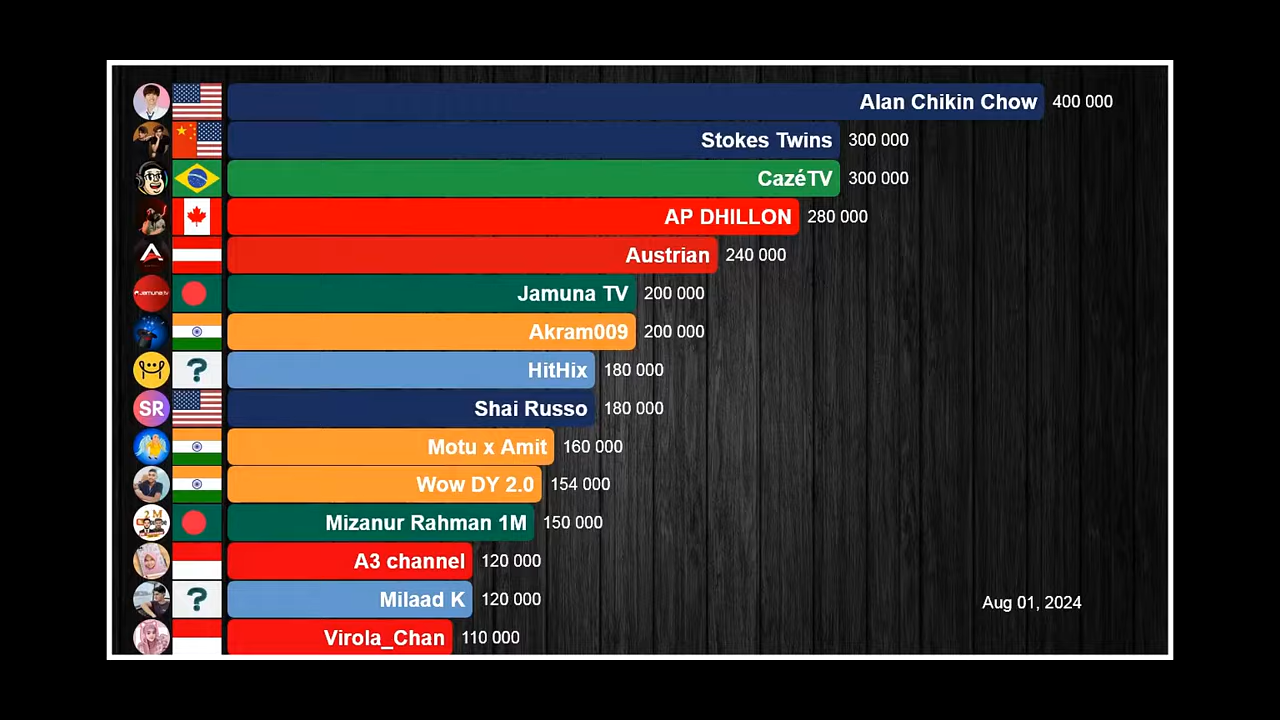 Alan Chikin Chow 400 000
Stokes Twins 300 000
CazéTV 300 000
AP DHILLON 280 000
Austrian 240 000
Jamuna TV 200 000
Akram009 200 000
? HitHix 180 000
SR Shai Russo 180 000
Motu x Amit 160 000
Wow DY 2.0 154 000
2 M Mizanur Rahman 1M 150 000
A3 channel 120 000
? Milaad K 120 000
Aug 01, 2024
Virola_Chan 110 000